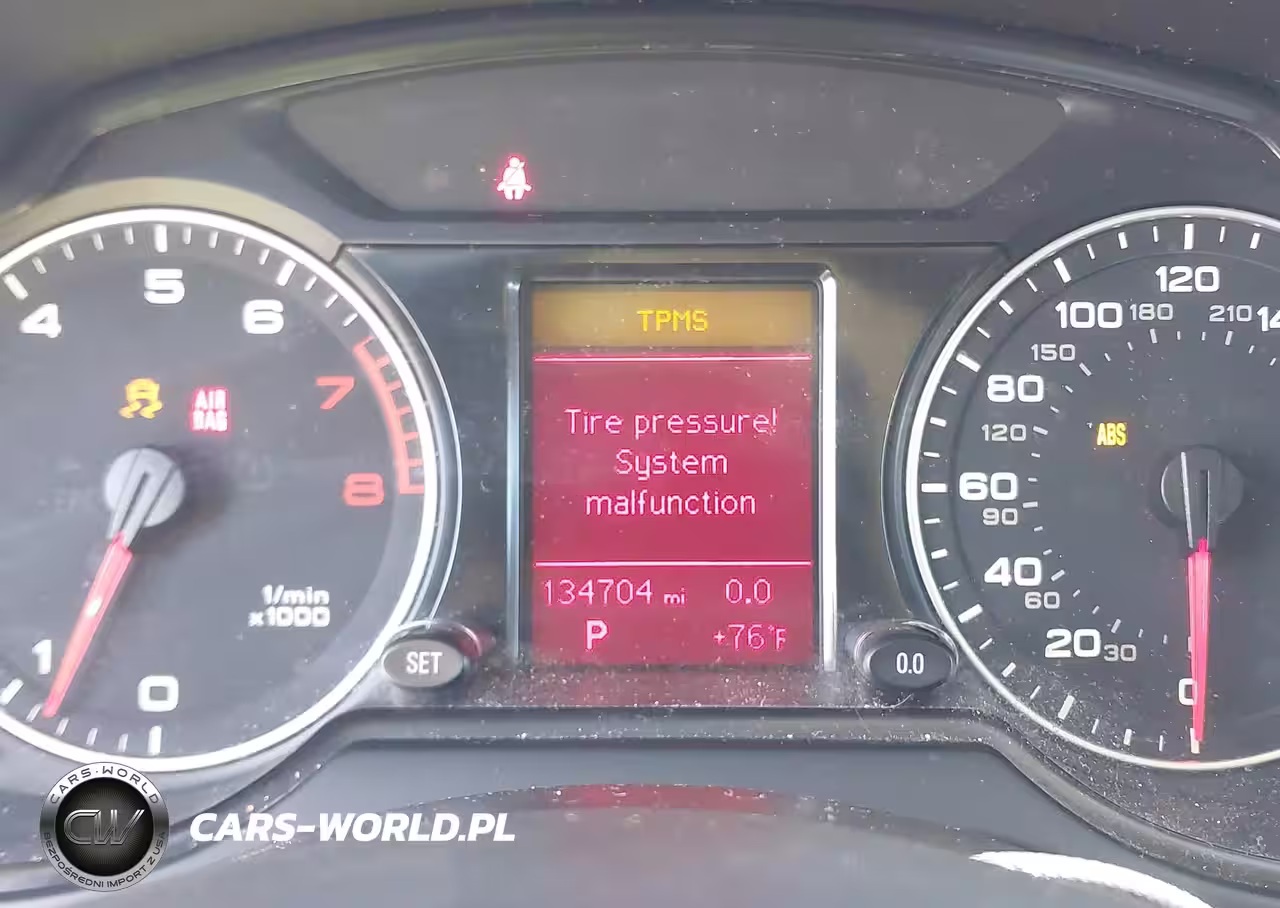 TPMS
Tire pressure!
System
malfunction
134704 mi 0.0
P +76°F
4 5 6 7 8
AIR
BAG
1/min
x1000
1 0
SET
0.0
120
100 180 210 14
150
80
120
ABS
60
90
40
60
20 30
0
CARS-WORLD
CW
BEZPOŚREDNI IMPORT Z USA
CARS-WORLD.PL